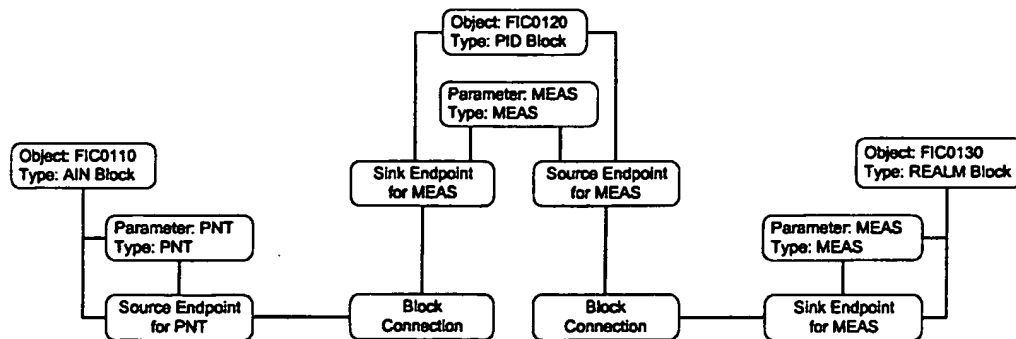 Object: FIC0120
Type: PID Block
Parameter: MEAS
Type: MEAS
Object: FIC0110
Type: AIN Block
Sink Endpoint
for MEAS
Source Endpoint
for MEAS
Object: FIC0130
Type: REALM Block
Parameter: PNT
Type: PNT
Parameter: MEAS
Type: MEAS
Source Endpoint
for PNT
Block
Connection
Block
Connection
Sink Endpoint
for MEAS